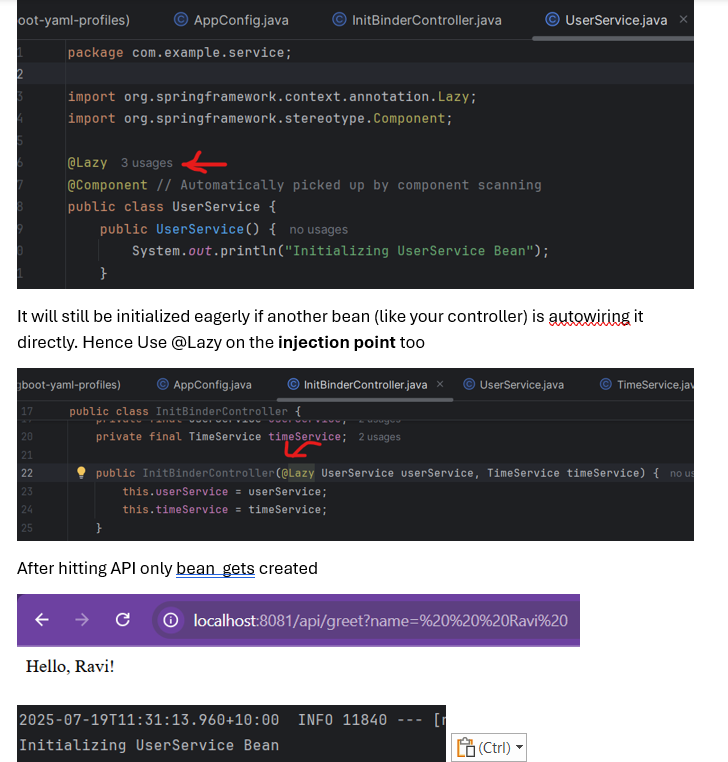 oot-yaml-profiles) AppConfig.java InitBinderController.java UserService.java ×
1 package com.example.service;
2
3 import org.springframework.context.annotation.Lazy;
4 import org.springframework.stereotype.Component;
5
6 @Lazy 3 usages
7 @Component // Automatically picked up by component scanning
8 public class UserService {
9 public UserService() { no usages
0 System.out.println("Initializing UserService Bean");
1 }
It will still be initialized eagerly if another bean (like your controller) is autowiring it
directly. Hence Use @Lazy on the injection point too
gboot-yaml-profiles) AppConfig.java InitBinderController.java × UserService.java TimeService.jav
17 public class InitBinderController {
20 private final TimeService timeService; 2 usages
21
22 public InitBinderController(@Lazy UserService userService, TimeService timeService) { no us
23 this.userService = userService;
24 this.timeService = timeService;
25 }
After hitting API only bean gets created
localhost:8081/api/greet?name=%20%20%20Ravi%20
Hello, Ravi!
2025-07-19T11:31:13.960+10:00 INFO 11840 --- [
Initializing UserService Bean
(Ctrl)